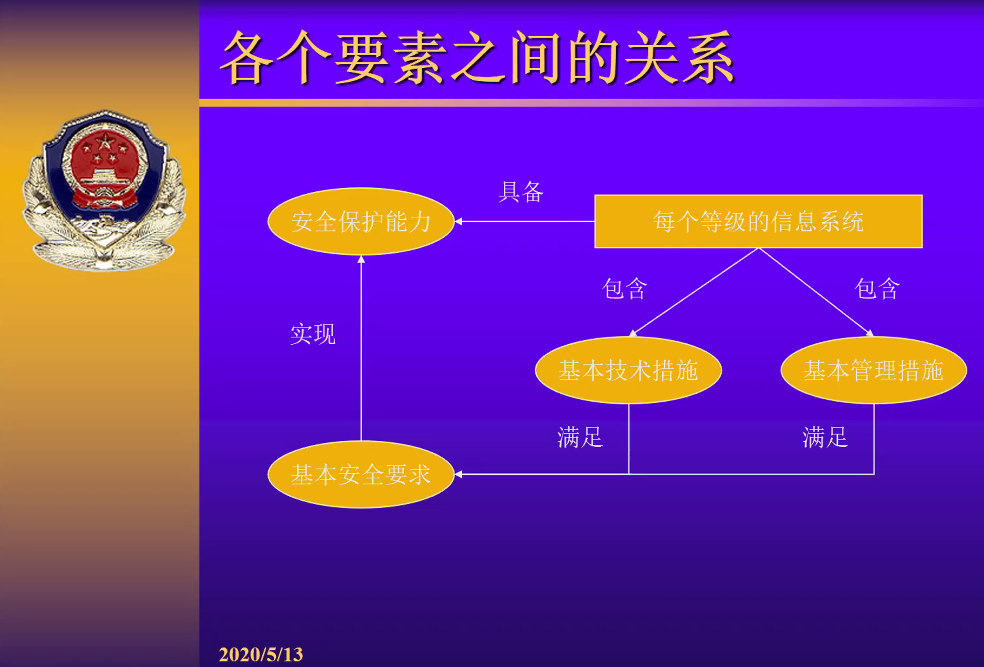 各个要素之间的关系
具备
安全保护能力
每个等级的信息系统
包含
包含
实现
基本技术措施
基本管理措施
满足
满足
基本安全要求
2020/5/13